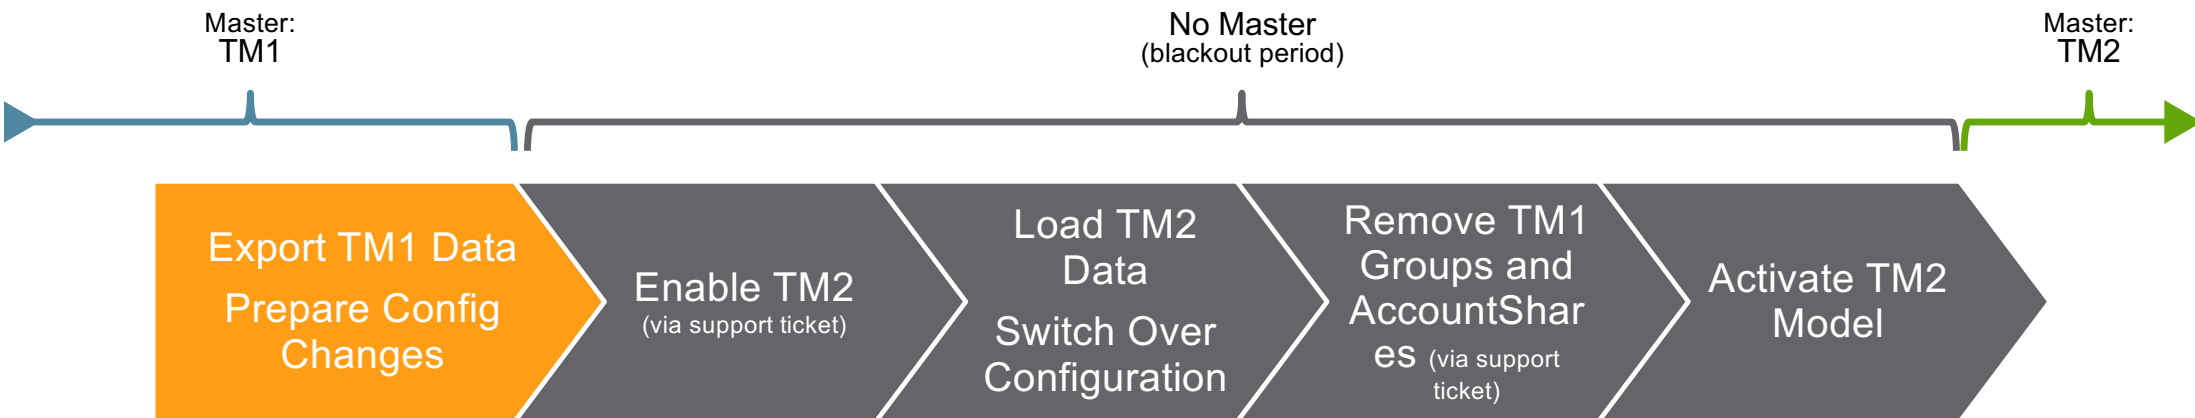 Master:
TM1
No Master
(blackout period)
Master:
TM2
Export TM1 Data
Prepare Config
Changes
Enable TM2
(via support ticket)
Load TM2
Data
Switch Over
Configuration
Remove TM1
Groups and
AccountShar
es (via support
ticket)
Activate TM2
Model